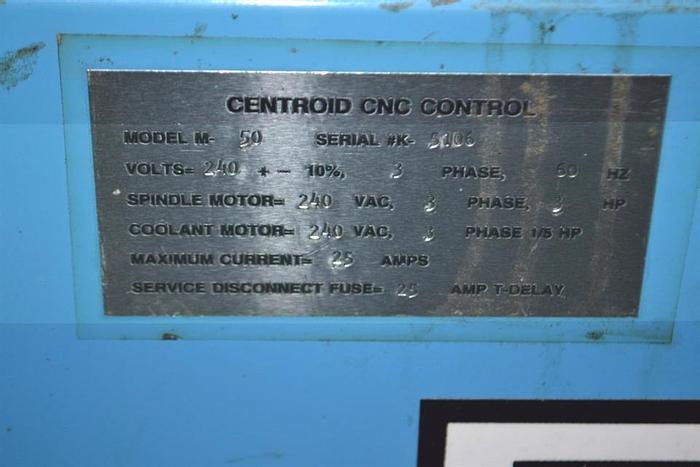 CENTROID CNC CONTROL
MODEL M- 50 SERIAL #K- 5106
VOLTS= 240 + - 10%, 3 PHASE, 60 HZ
SPINDLE MOTOR= 240 VAC, 3 PHASE, 3 HP
COOLANT MOTOR= 240 VAC, 3 PHASE 1/5 HP
MAXIMUM CURRENT= 25 AMPS
SERVICE DISCONNECT FUSE= 25 AMP T-DELAY